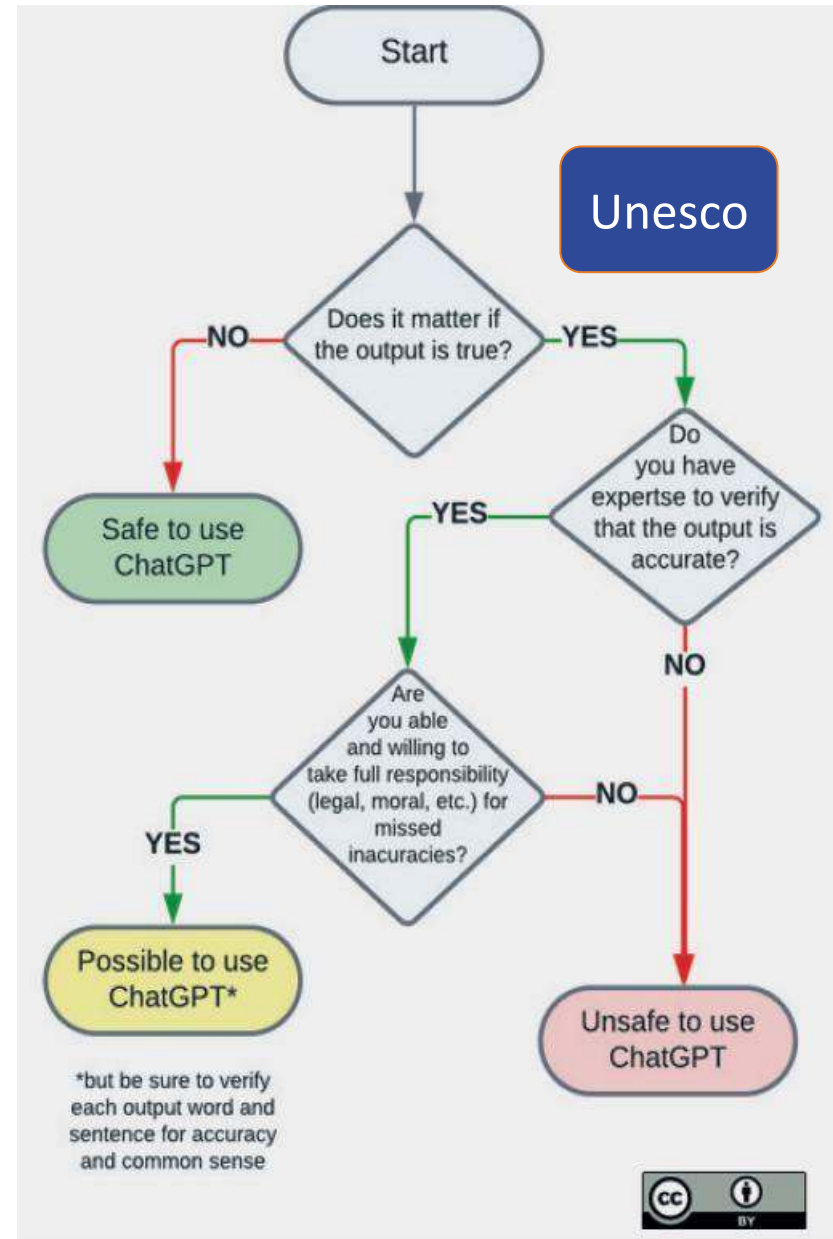 Start
Unesco
Does it matter if
the output is true?
NO
YES
Do
you have
expertse to verify
that the output is
accurate?
Safe to use
ChatGPT
YES
NO
Are
you able
and willing to
take full responsibility
(legal, moral, etc.) for
missed
inacuracies?
NO
YES
Possible to use
ChatGPT*
Unsafe to use
ChatGPT
*but be sure to verify
each output word and
sentence for accuracy
and common sense
cc
BY